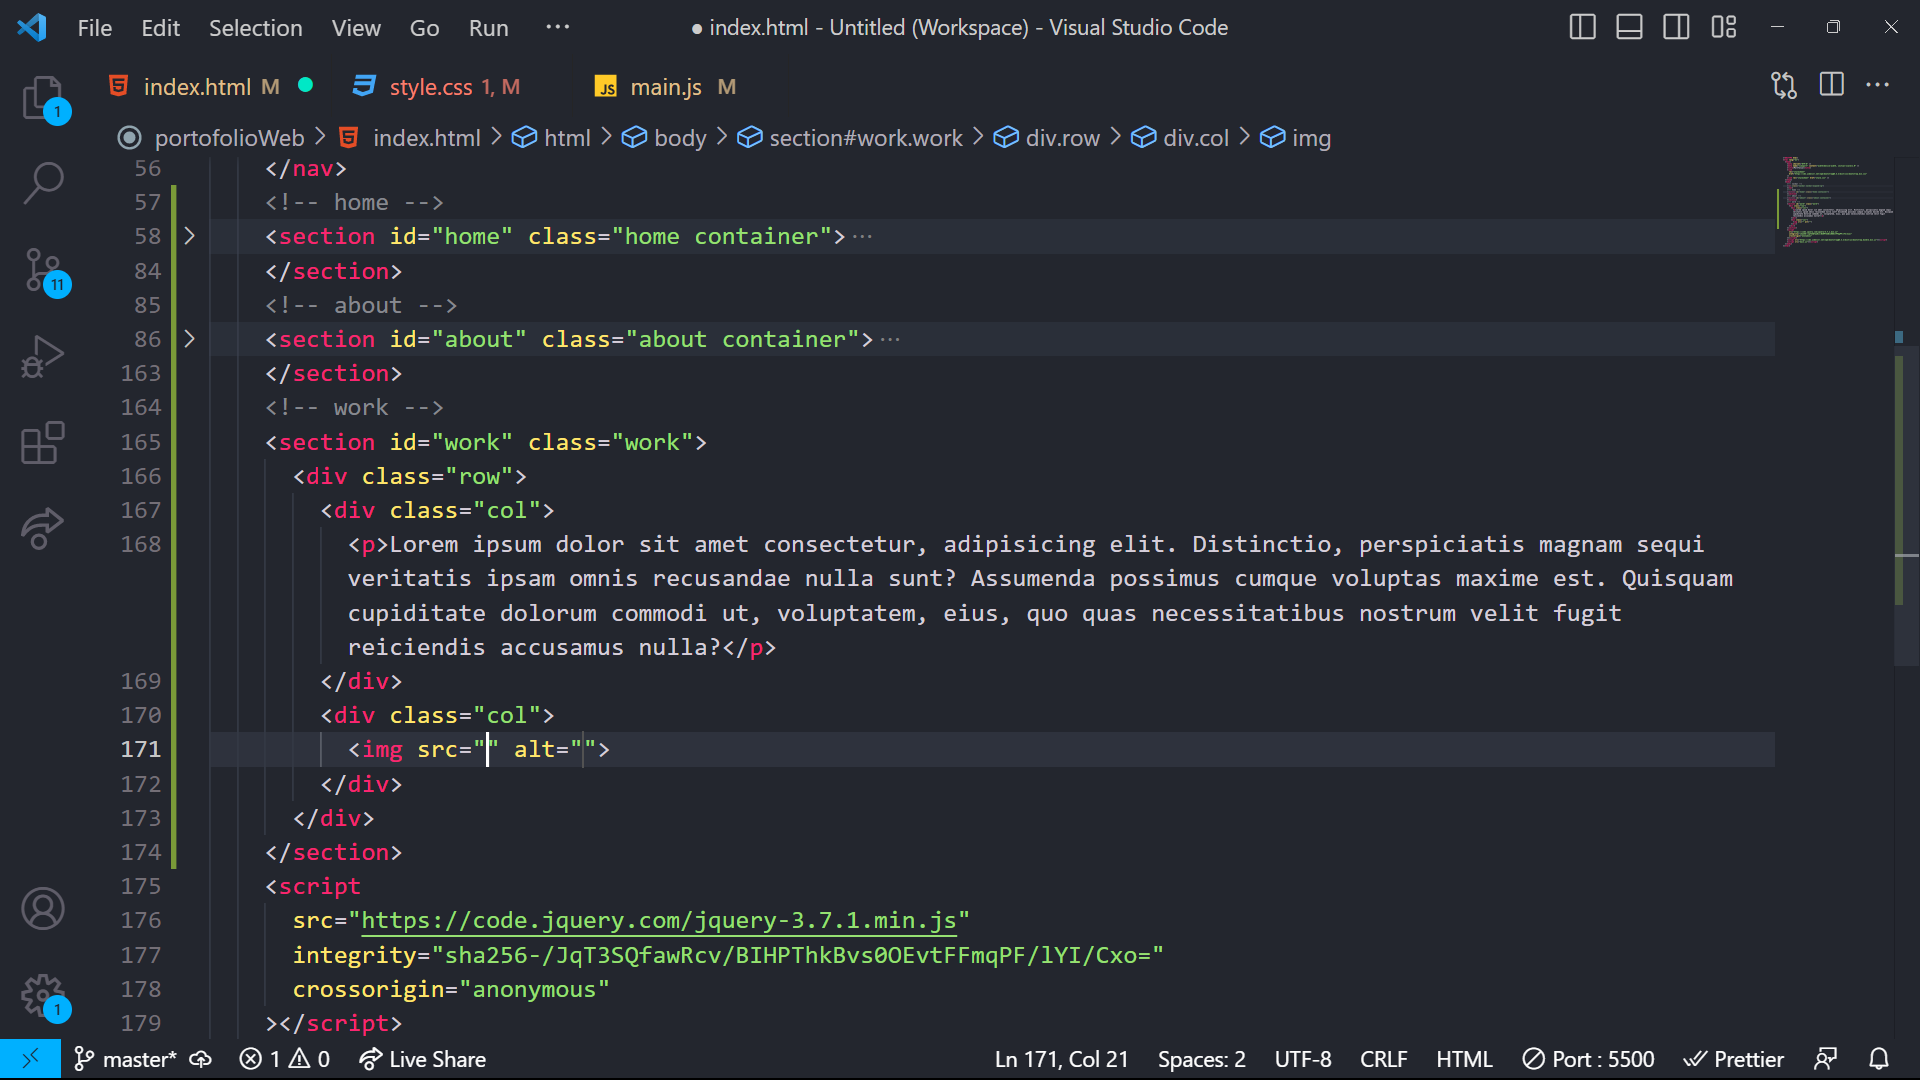 File Edit Selection View Go Run ··· ● index.html - Untitled (Workspace) - Visual Studio Code
index.html M ● style.css 1, M JS main.js M
portofolioWeb > index.html > html > body > section#work.work > div.row > div.col > img
56 </nav>
57 <!-- home -->
58 <section id="home" class="home container">···
84 </section>
85 <!-- about -->
86 <section id="about" class="about container">···
163 </section>
164 <!-- work -->
165 <section id="work" class="work">
166 <div class="row">
167 <div class="col">
168 <p>Lorem ipsum dolor sit amet consectetur, adipisicing elit. Distinctio, perspiciatis magnam sequi
veritatis ipsam omnis recusandae nulla sunt? Assumenda possimus cumque voluptas maxime est. Quisquam
cupiditate dolorum commodi ut, voluptatem, eius, quo quas necessitatibus nostrum velit fugit
reiciendis accusamus nulla?</p>
169 </div>
170 <div class="col">
171 <img src="" alt="">
172 </div>
173 </div>
174 </section>
175 <script
176 src="https://code.jquery.com/jquery-3.7.1.min.js"
177 integrity="sha256-/JqT3SQfawRcv/BIHPThkBvs0OEvtFFmqPF/lYI/Cxo="
178 crossorigin="anonymous"
179 ></script>
1
11
1
master* 1 0 Live Share Ln 171, Col 21 Spaces: 2 UTF-8 CRLF HTML Port : 5500 Prettier